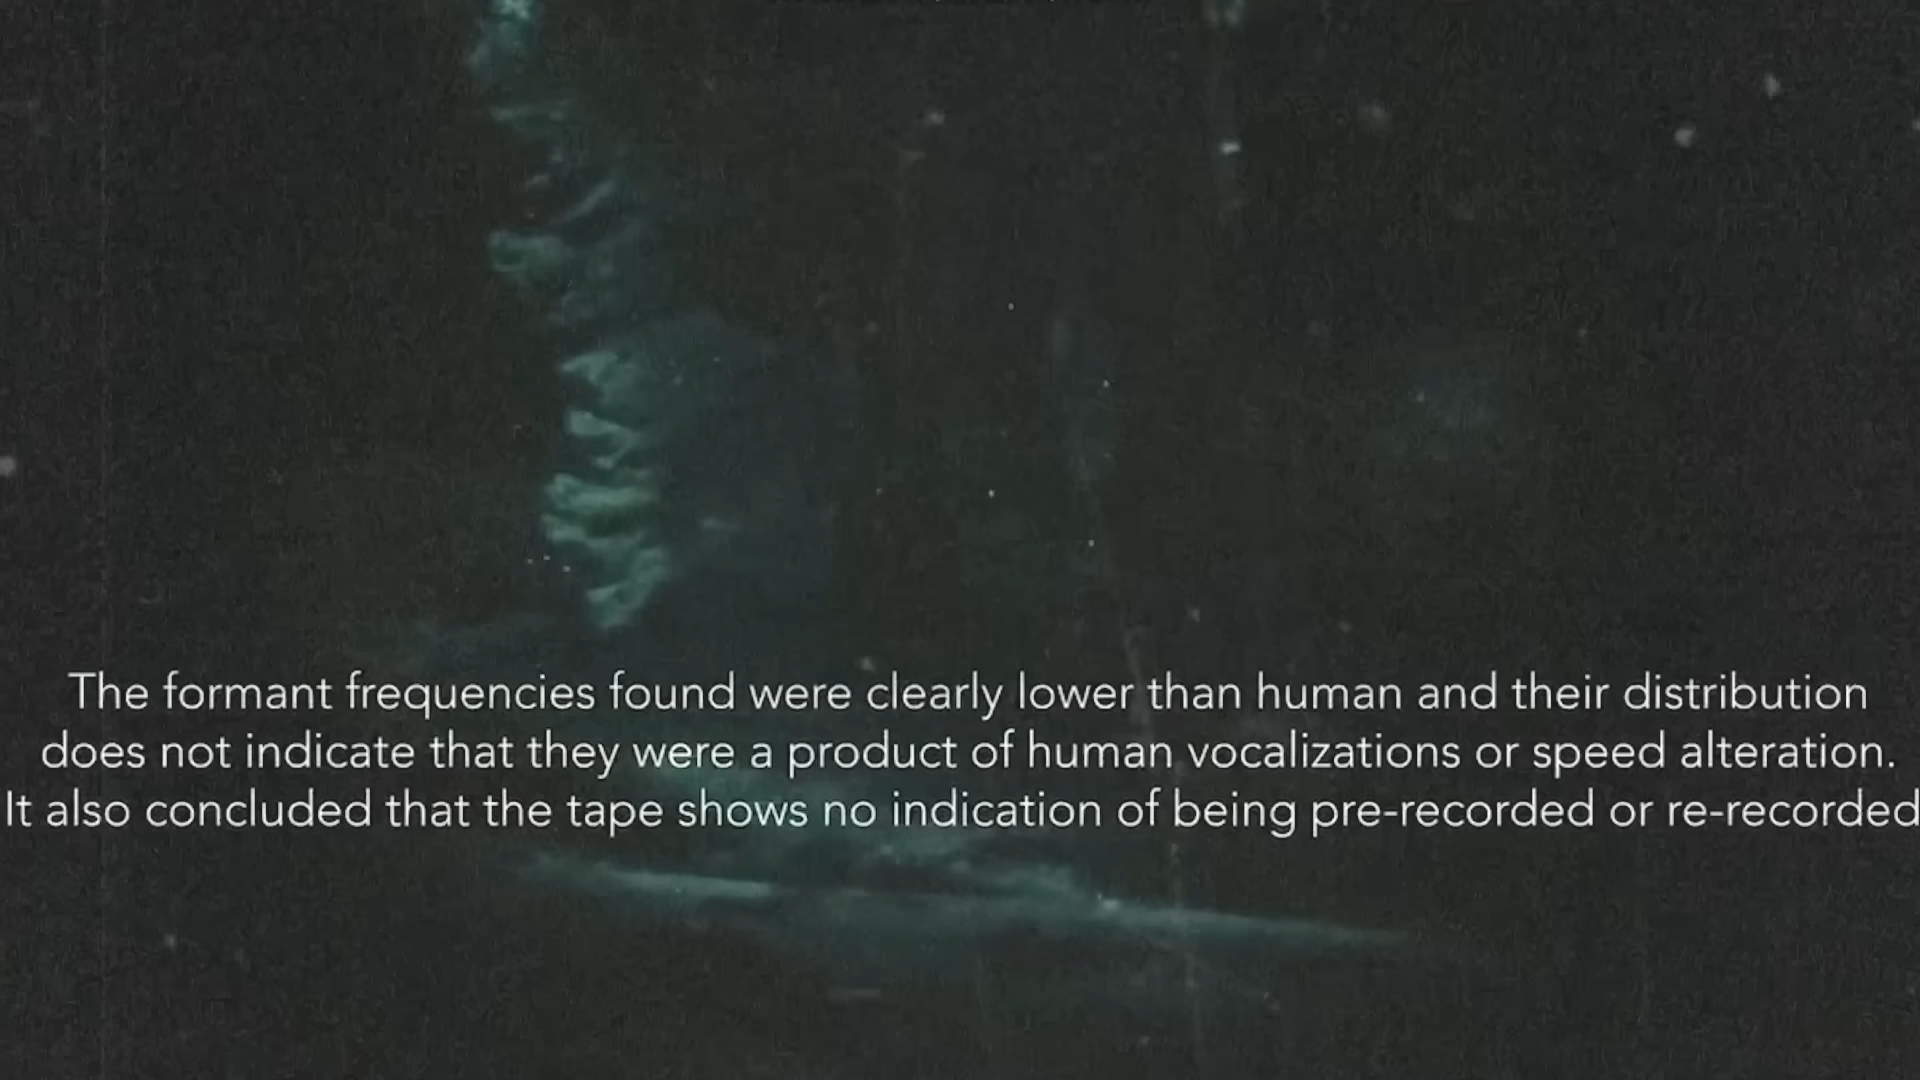 The formant frequencies found were clearly lower than human and their distribution
does not indicate that they were a product of human vocalizations or speed alteration.
It also concluded that the tape shows no indication of being pre-recorded or re-recorded